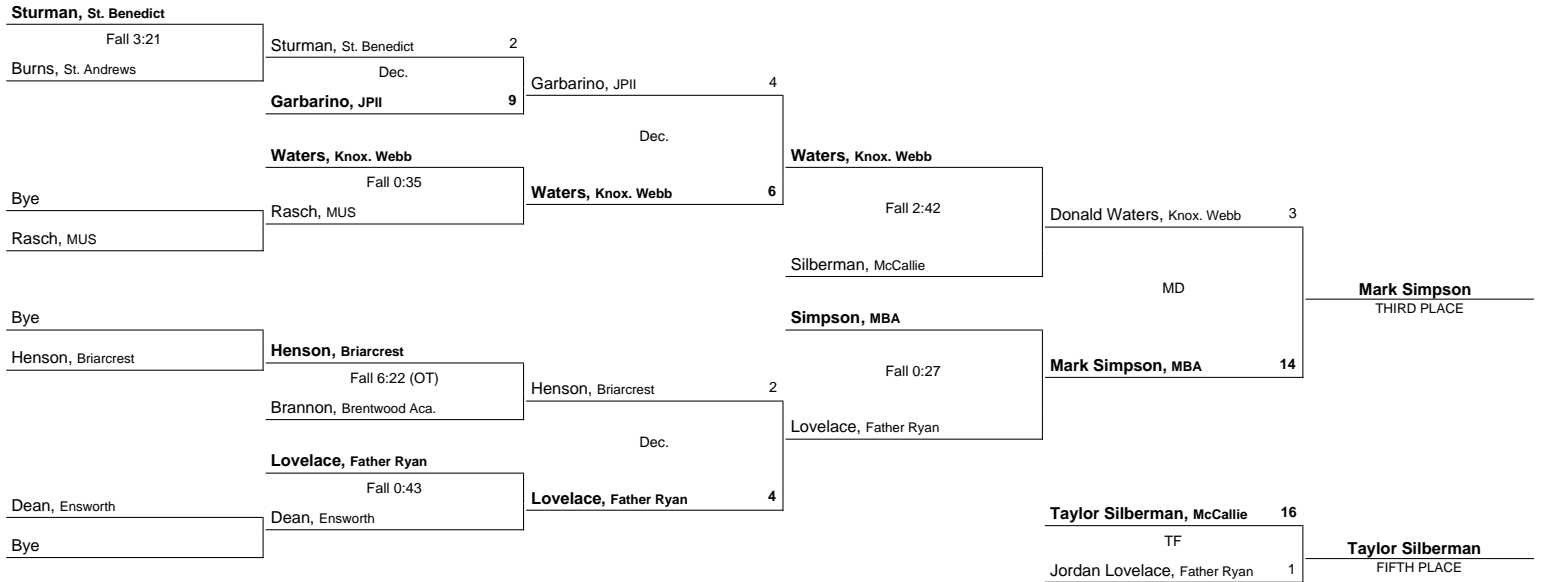 Sturman, St. Benedict
Fall 3:21
Burns, St. Andrews
Sturman, St. Benedict 2
Dec.
Garbarino, JPII 9
Garbarino, JPII 4
Dec.
Waters, Knox. Webb
Fall 0:35
Rasch, MUS
Waters, Knox. Webb 6
Bye
Rasch, MUS
Waters, Knox. Webb
Fall 2:42
Silberman, McCallie
Donald Waters, Knox. Webb 3
MD
Mark Simpson, MBA 14
Mark Simpson
THIRD PLACE
Bye
Henson, Briarcrest
Henson, Briarcrest
Fall 6:22 (OT)
Brannon, Brentwood Aca.
Henson, Briarcrest 2
Dec.
Lovelace, Father Ryan
Fall 0:43
Dean, Ensworth
Lovelace, Father Ryan 4
Dean, Ensworth
Bye
Simpson, MBA
Fall 0:27
Lovelace, Father Ryan
Taylor Silberman, McCallie 16
TF
Jordan Lovelace, Father Ryan 1
Taylor Silberman
FIFTH PLACE